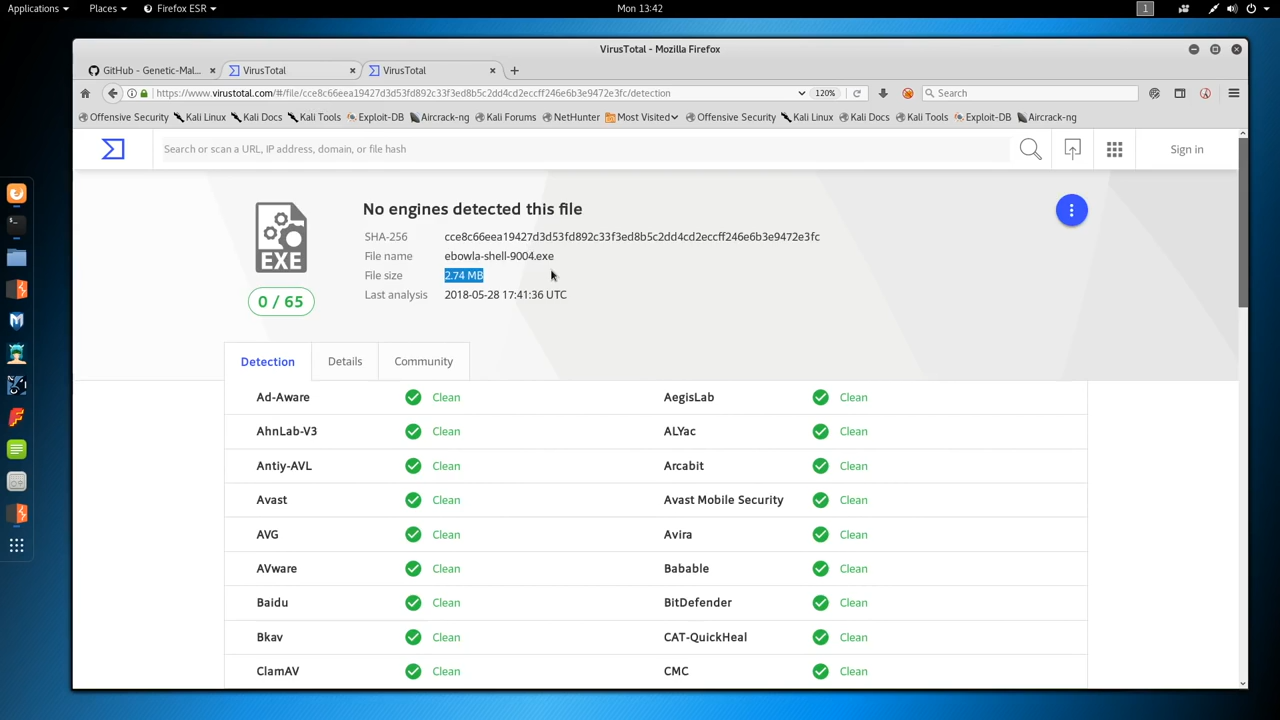 Applications Places Firefox ESR Mon 13:42 1
VirusTotal - Mozilla Firefox
GitHub - Genetic-Mal... VirusTotal VirusTotal
https://www.virustotal.com/#/file/cce8c66eea19427d3d53fd892c33f3ed8b5c2dd4cd2eccff246e6b3e9472e3fc/detection 120% Search
Offensive Security Kali Linux Kali Docs Kali Tools Exploit-DB Aircrack-ng Kali Forums NetHunter Most Visited Offensive Security Kali Linux Kali Docs Kali Tools Exploit-DB Aircrack-ng
Search or scan a URL, IP address, domain, or file hash Sign in
No engines detected this file
SHA-256 cce8c66eea19427d3d53fd892c33f3ed8b5c2dd4cd2eccff246e6b3e9472e3fc
File name ebowla-shell-9004.exe
File size 2.74 MB
Last analysis 2018-05-28 17:41:36 UTC
EXE
0 / 65
Detection Details Community
Ad-Aware Clean AegisLab Clean
AhnLab-V3 Clean ALYac Clean
Antiy-AVL Clean Arcabit Clean
Avast Clean Avast Mobile Security Clean
AVG Clean Avira Clean
AVware Clean Babable Clean
Baidu Clean BitDefender Clean
Bkav Clean CAT-QuickHeal Clean
ClamAV Clean CMC Clean